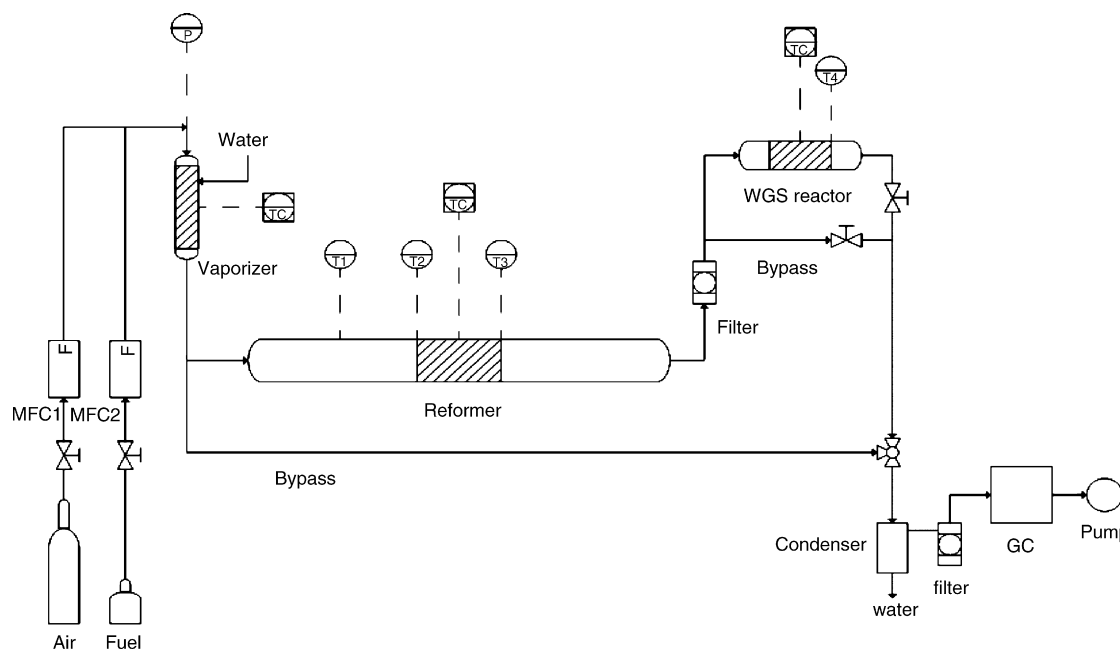 P
TC
T4
Water
TC
TC
WGS reactor
Vaporizer
T1
T2
T3
Bypass
Filter
F
F
MFC1
MFC2
Reformer
Bypass
Condenser
GC
Pump
filter
water
Air
Fuel